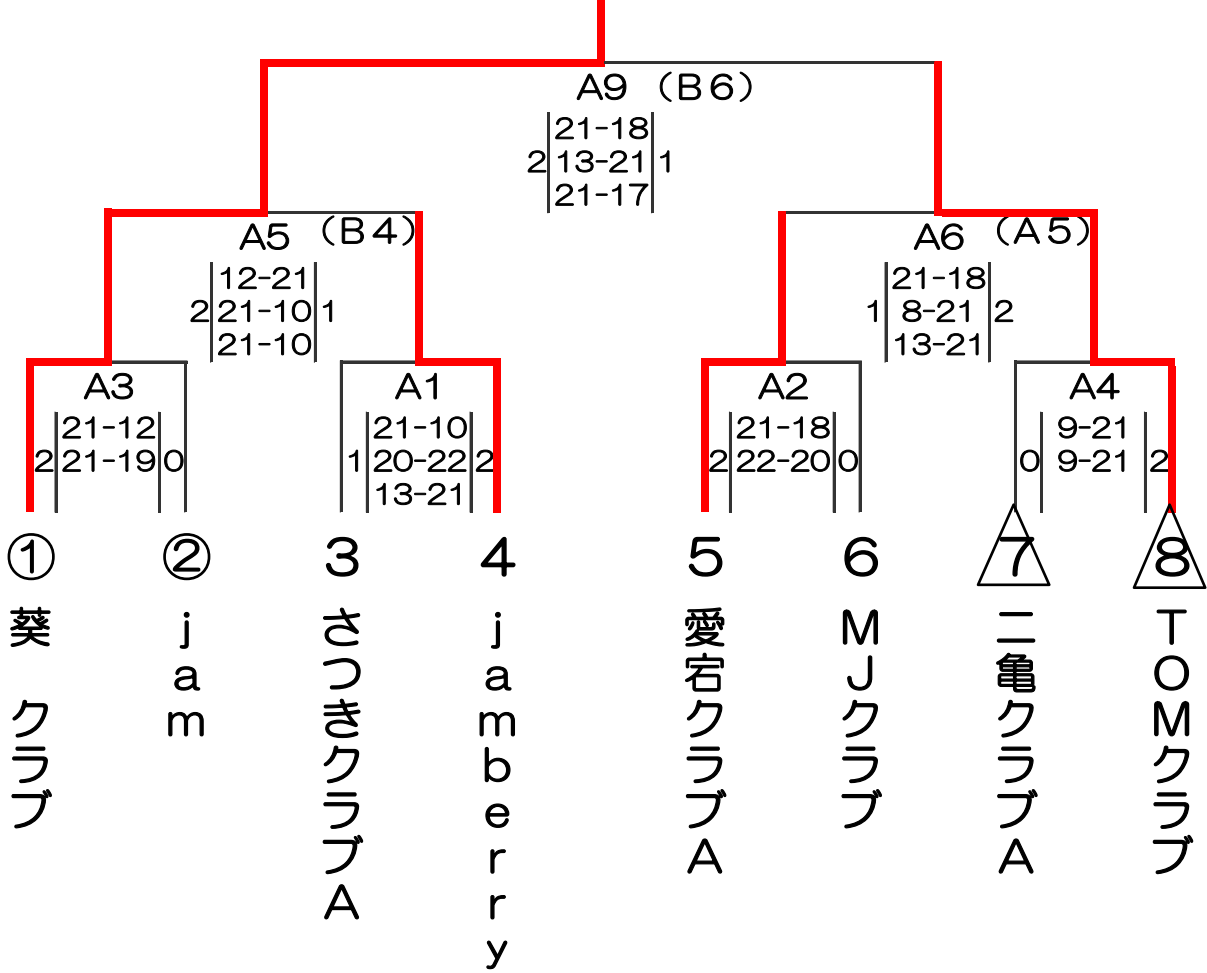 A9 (B6)
21-18
2 13-21 1
21-17
A5 (B4)
12-21
2 21-10 1
21-10
A6 (A5)
21-18
1 8-21 2
13-21
A3
21-12
2 21-19 0
A1
21-10
1 20-22 2
13-21
A2
21-18
2 22-20 0
A4
9-21
0 9-21 2
① ② 3 4 5 6 7 8
葵 クラブ
jam
さつきクラブA
jamberry
愛宕クラブA
MJクラブ
二亀クラブA
TOMクラブ